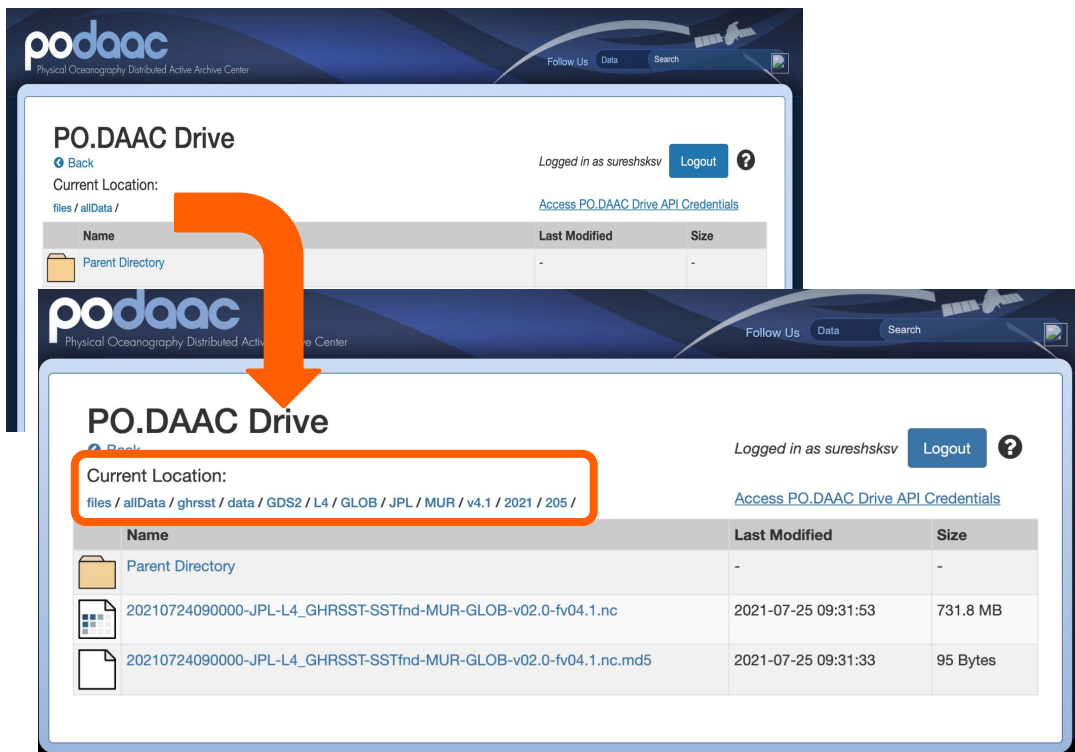 podaac
Physical Oceanography Distributed Active Archive Center
Follow Us Data Search
PO.DAAC Drive
Back
Logged in as sureshsksv Logout ?
Current Location:
files / allData /
Access PO.DAAC Drive API Credentials
Name Last Modified Size
Parent Directory - -
podaac
Physical Oceanography Distributed Active Archive Center
Follow Us Data Search
PO.DAAC Drive
Back
Logged in as sureshsksv Logout ?
Current Location:
files / allData / ghrsst / data / GDS2 / L4 / GLOB / JPL / MUR / v4.1 / 2021 / 205 /
Access PO.DAAC Drive API Credentials
Name Last Modified Size
Parent Directory - -
20210724090000-JPL-L4_GHRSST-SSTfnd-MUR-GLOB-v02.0-fv04.1.nc 2021-07-25 09:31:53 731.8 MB
20210724090000-JPL-L4_GHRSST-SSTfnd-MUR-GLOB-v02.0-fv04.1.nc.md5 2021-07-25 09:31:33 95 Bytes